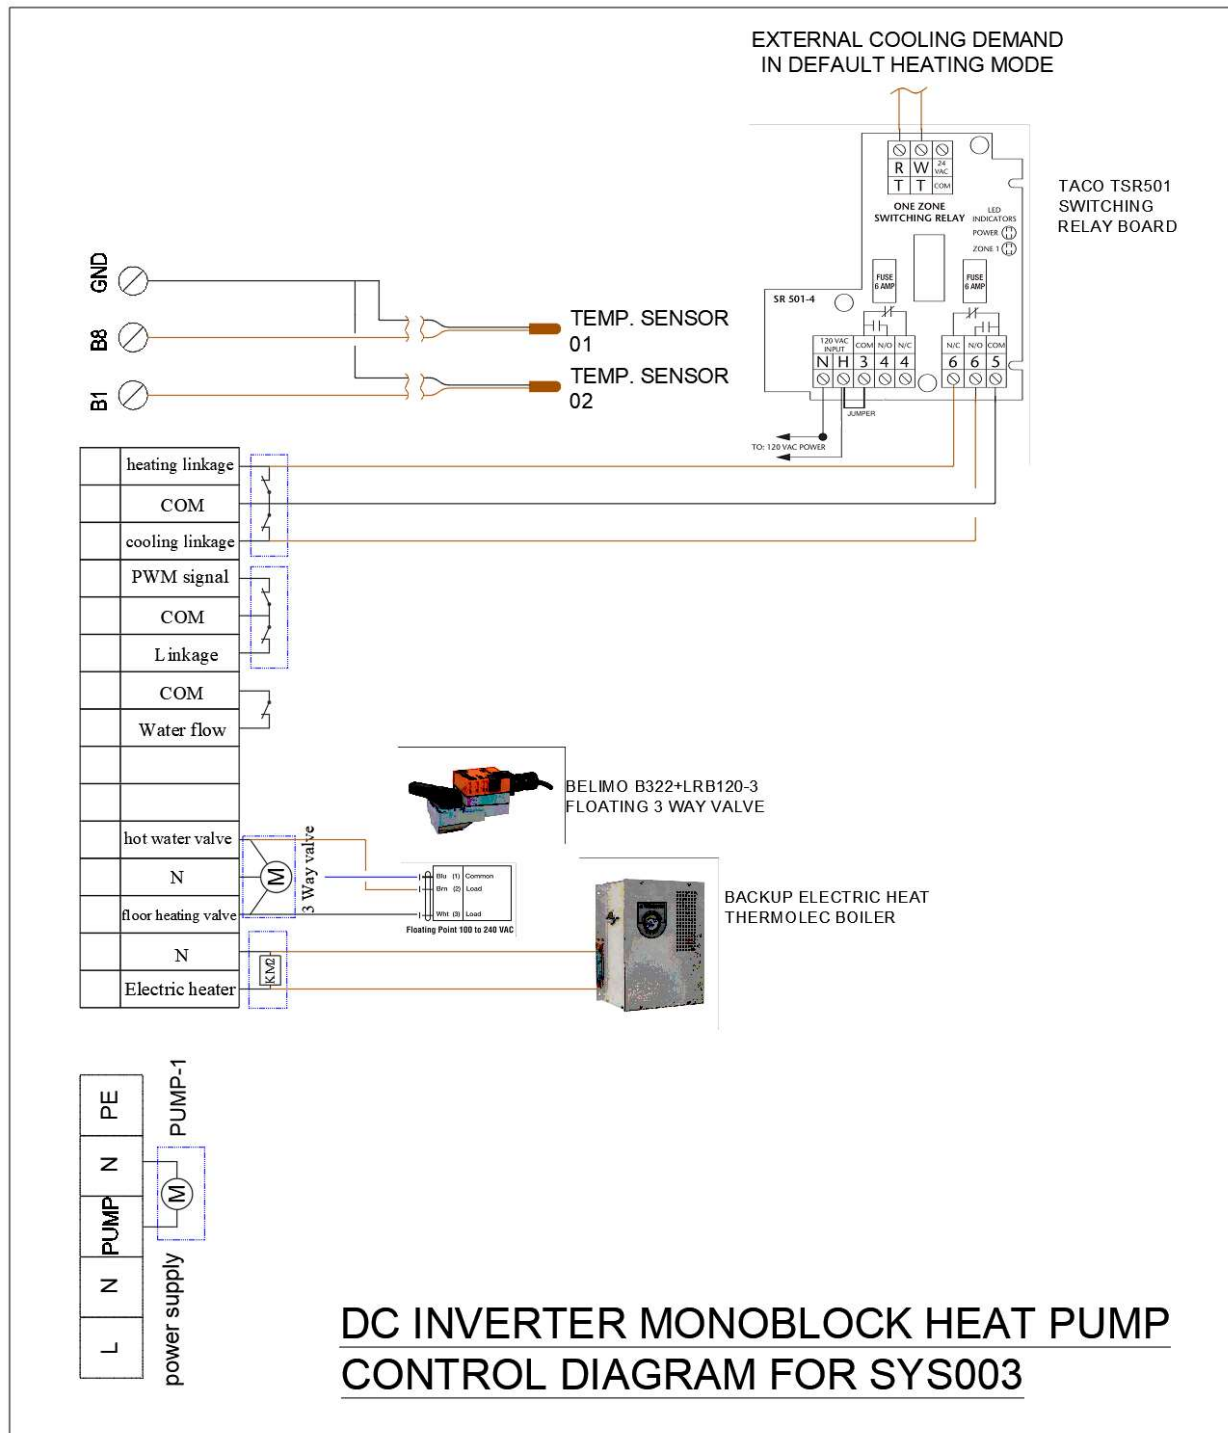 EXTERNAL COOLING DEMAND
IN DEFAULT HEATING MODE
R W 24 VAC
T T COM
ONE ZONE
SWITCHING RELAY
LED
INDICATORS
POWER
ZONE 1
TACO TSR501
SWITCHING
RELAY BOARD
FUSE
6 AMP
FUSE
6 AMP
SR 501-4
120 VAC
INPUT
COM N/O N/C
N/C N/O COM
N H 3 4 4
6 6 5
JUMPER
TO: 120 VAC POWER
GND
B8
B1
TEMP. SENSOR
01
TEMP. SENSOR
02
heating linkage
COM
cooling linkage
PWM signal
COM
Linkage
COM
Water flow
hot water valve
N
floor heating valve
N
Electric heater
M
3 Way valve
KM2
BELIMO B322+LRB120-3
FLOATING 3 WAY VALVE
Blu (1) Common
Brn (2) Load
Wht (3) Load
Floating Point 100 to 240 VAC
BACKUP ELECTRIC HEAT
THERMOLEC BOILER
PE
N
PUMP
N
L
PUMP-1
M
power supply
DC INVERTER MONOBLOCK HEAT PUMP
CONTROL DIAGRAM FOR SYS003